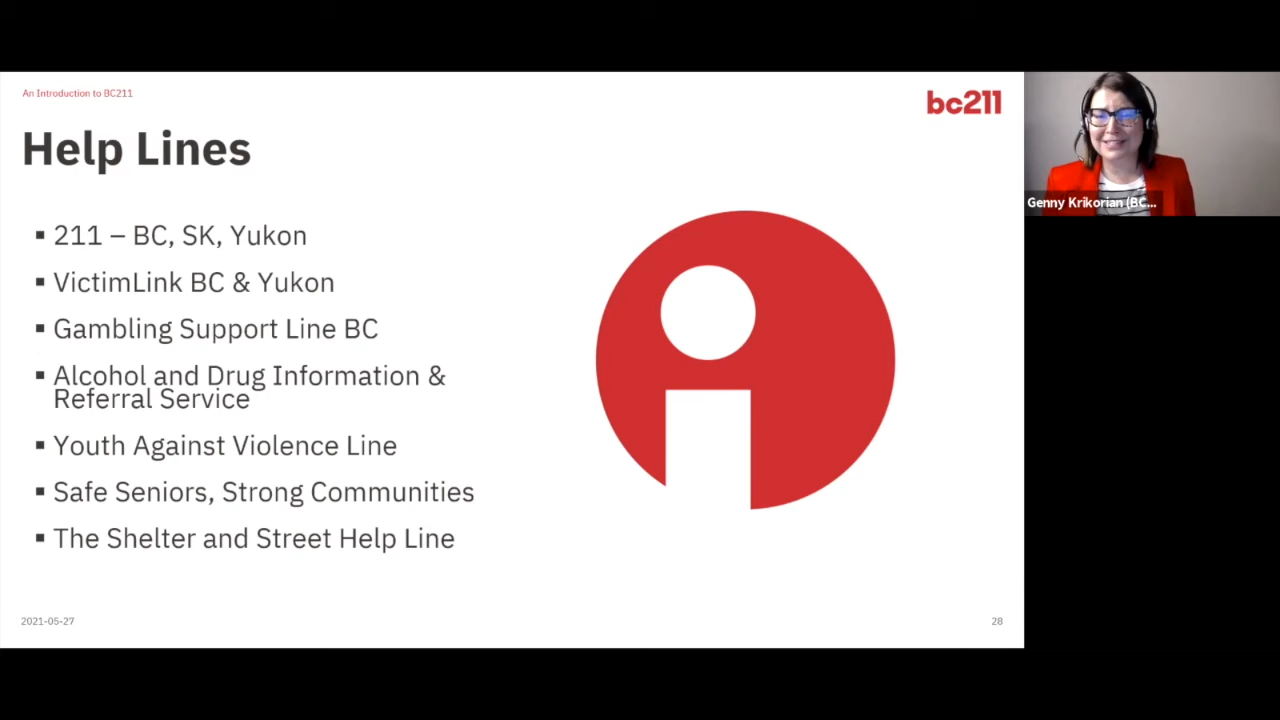 An Introduction to BC211
bc211
Help Lines
▪ 211 – BC, SK, Yukon
▪ VictimLink BC & Yukon
▪ Gambling Support Line BC
▪ Alcohol and Drug Information &
Referral Service
▪ Youth Against Violence Line
▪ Safe Seniors, Strong Communities
▪ The Shelter and Street Help Line
2021-05-27
28
Genny Krikorian (BC...